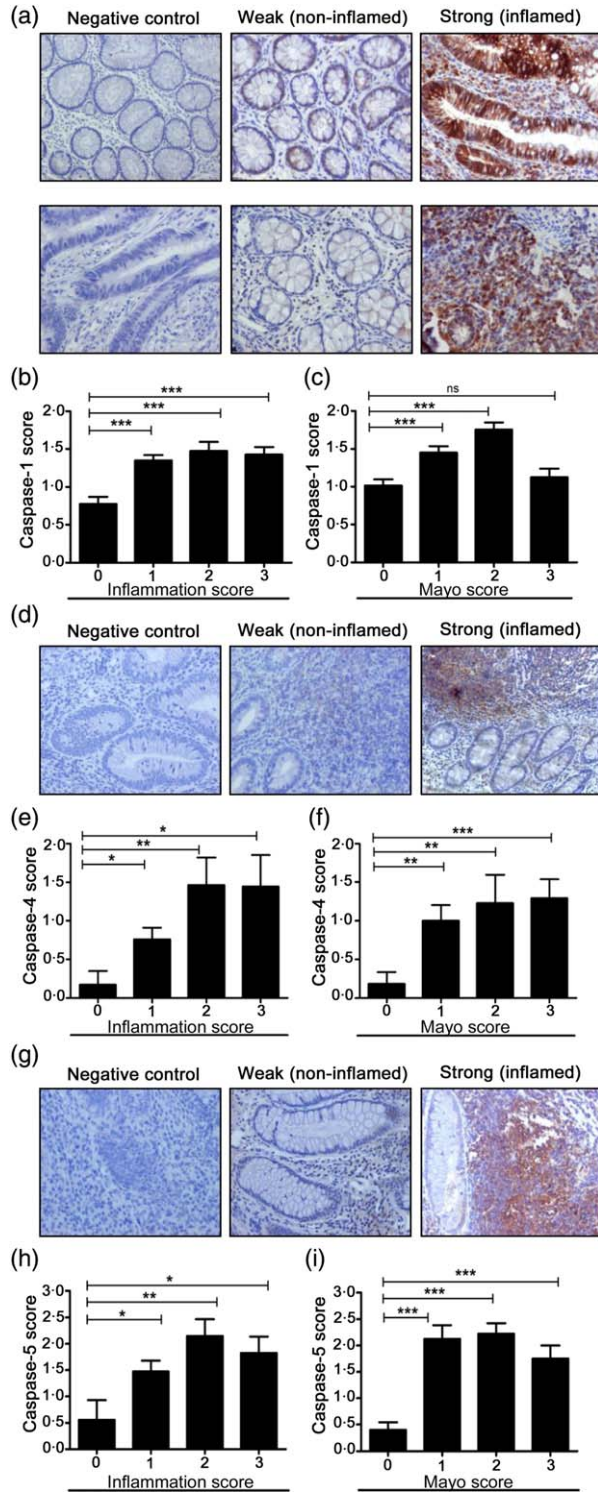 (a) Negative control Weak (non-inflamed) Strong (inflamed)
(b)
Caspase-1 score
2·0
1·5
1·0
0·5
0·0
***
***
***
0 1 2 3
Inflammation score
(c)
Caspase-1 score
2·0
1·5
1·0
0·5
0·0
ns
***
***
0 1 2 3
Mayo score
(d)
Negative control Weak (non-inflamed) Strong (inflamed)
(e)
Caspase-4 score
2·0
1·5
1·0
0·5
0·0
*
**
*
0 1 2 3
Inflammation score
(f)
Caspase-4 score
2·0
1·5
1·0
0·5
0·0
***
**
**
0 1 2 3
Mayo score
(g)
Negative control Weak (non-inflamed) Strong (inflamed)
(h)
Caspase-5 score
3·0
2·5
2·0
1·5
1·0
0·5
0·0
*
**
*
0 1 2 3
Inflammation score
(i)
Caspase-5 score
3·0
2·5
2·0
1·5
1·0
0·5
0·0
***
***
***
0 1 2 3
Mayo score